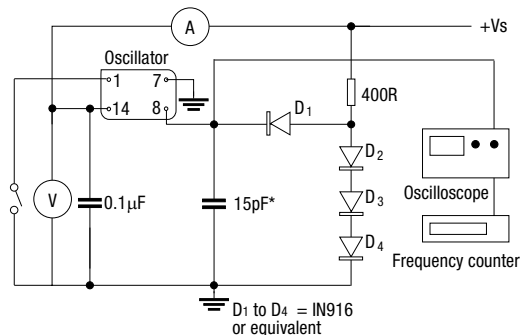 A
+Vs
Oscillator
1 7
14 8
400R
D1
D2
D3
D4
V
0.1µF
15pF*
Oscilloscope
Frequency counter
D1 to D4 = IN916
or equivalent